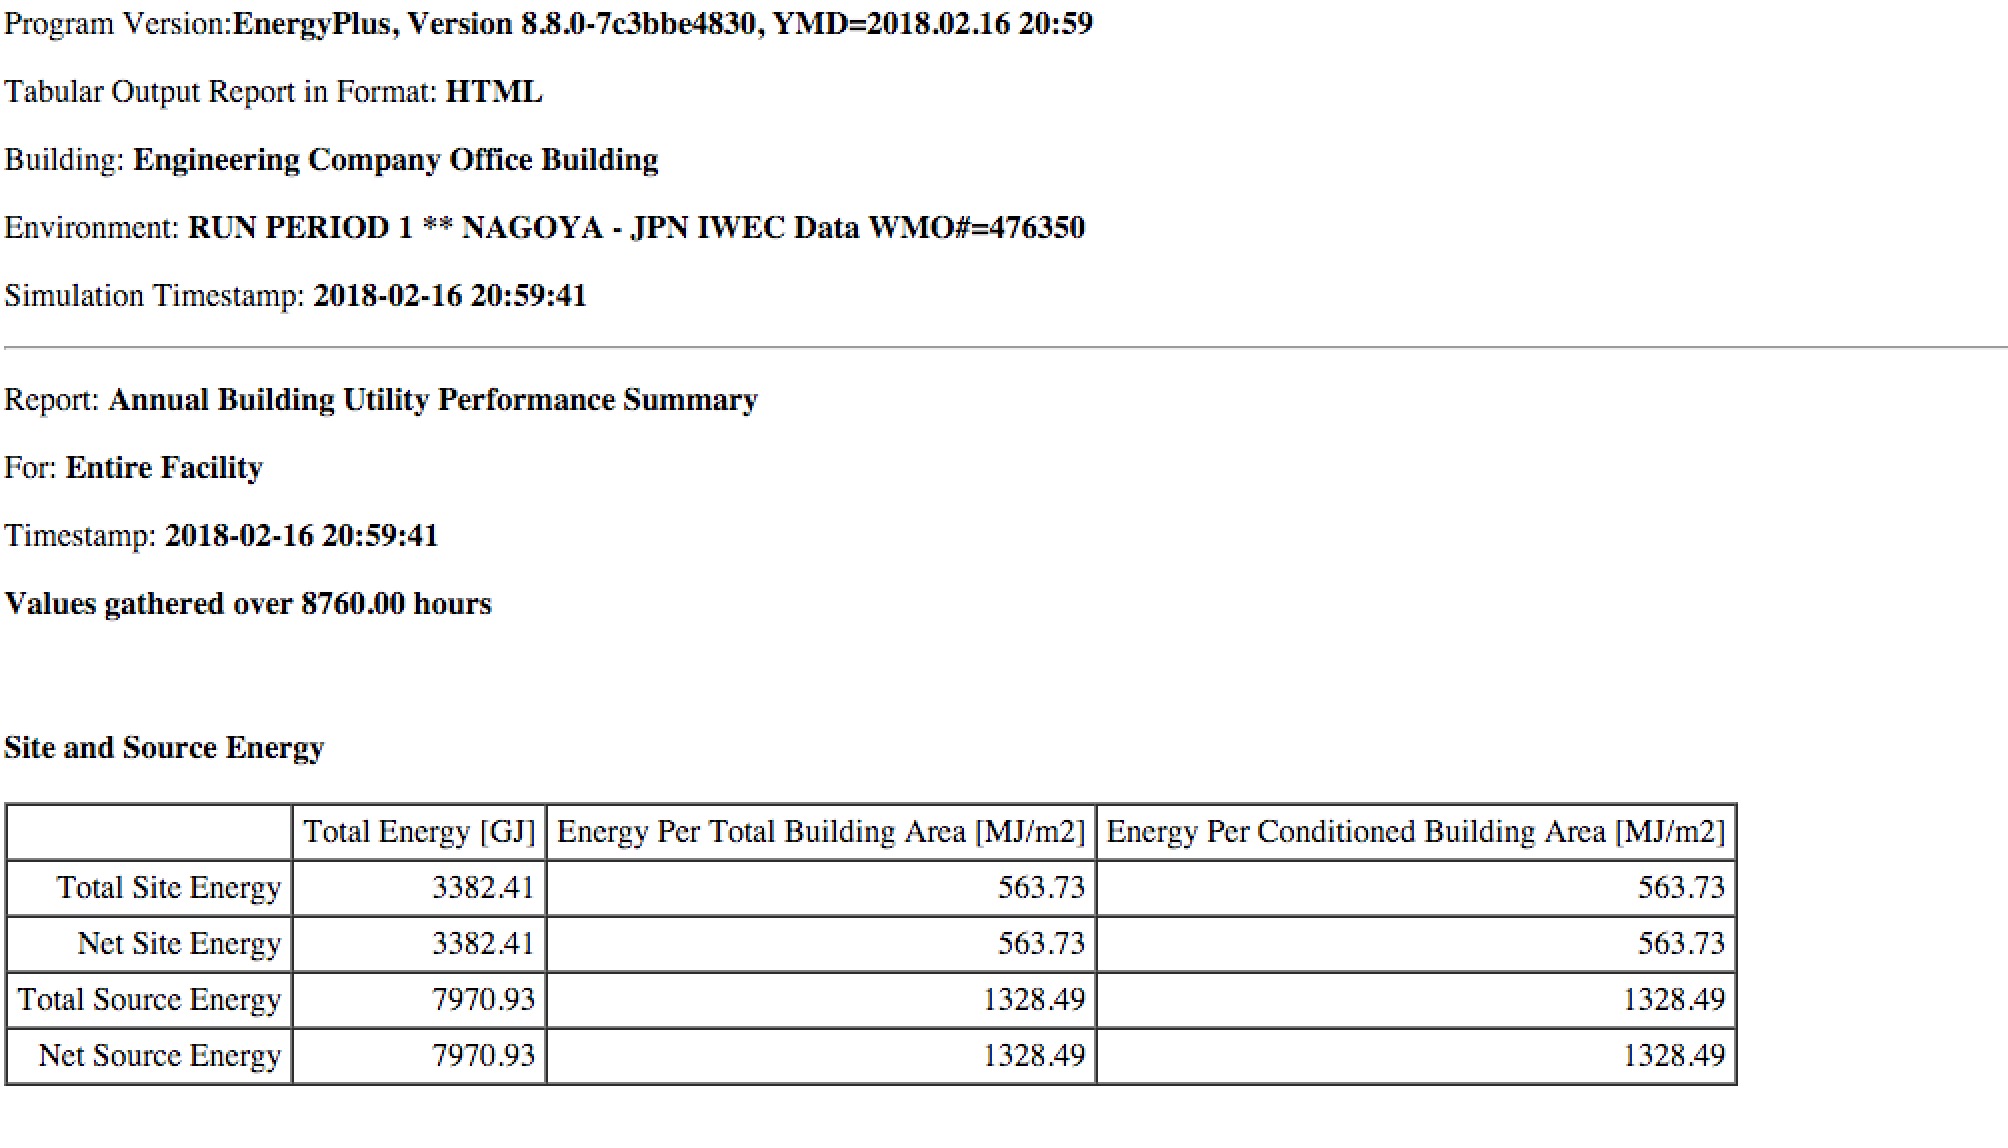 Program Version:EnergyPlus, Version 8.8.0-7c3bbe4830, YMD=2018.02.16 20:59
Tabular Output Report in Format: HTML
Building: Engineering Company Office Building
Environment: RUN PERIOD 1 ** NAGOYA - JPN IWEC Data WMO#=476350
Simulation Timestamp: 2018-02-16 20:59:41
Report: Annual Building Utility Performance Summary
For: Entire Facility
Timestamp: 2018-02-16 20:59:41
Values gathered over 8760.00 hours
Site and Source Energy
Total Energy [GJ] Energy Per Total Building Area [MJ/m2] Energy Per Conditioned Building Area [MJ/m2]
Total Site Energy 3382.41 563.73 563.73
Net Site Energy 3382.41 563.73 563.73
Total Source Energy 7970.93 1328.49 1328.49
Net Source Energy 7970.93 1328.49 1328.49